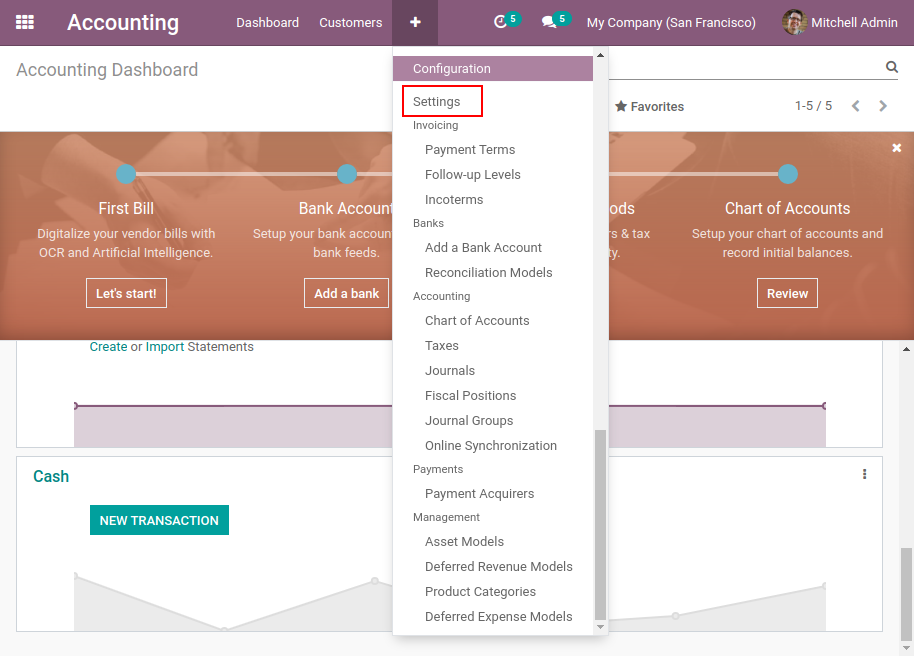 Accounting
Dashboard
Customers
+
5
5
My Company (San Francisco)
Mitchell Admin
Accounting Dashboard
Configuration
Settings
Invoicing
Payment Terms
Follow-up Levels
Incoterms
Banks
Add a Bank Account
Reconciliation Models
Accounting
Chart of Accounts
Taxes
Journals
Fiscal Positions
Journal Groups
Online Synchronization
Payments
Payment Acquirers
Management
Asset Models
Deferred Revenue Models
Product Categories
Deferred Expense Models
Favorites
1-5 / 5
First Bill
Digitalize your vendor bills with
OCR and Artificial Intelligence.
Let's start!
Bank Account
Setup your bank accoun
bank feeds.
Add a bank
ods
s & tax
ty.
Chart of Accounts
Setup your chart of accounts and
record initial balances.
Review
Create or Import Statements
Cash
NEW TRANSACTION